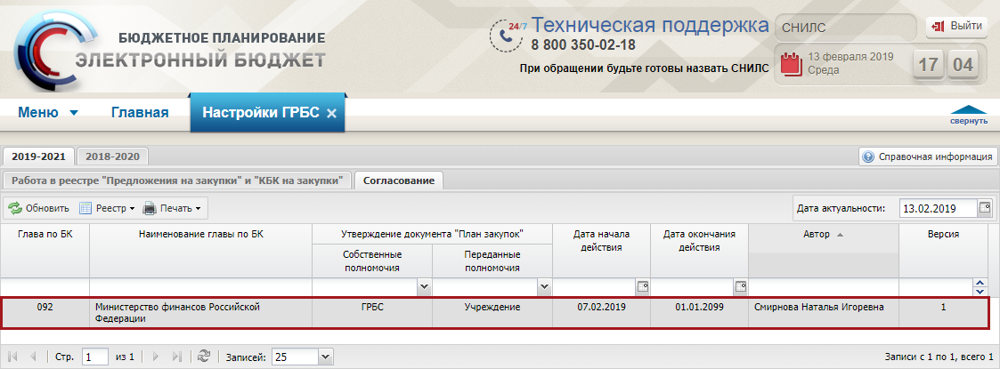 БЮДЖЕТНОЕ ПЛАНИРОВАНИЕ
ЭЛЕКТРОННЫЙ БЮДЖЕТ
24/7 Техническая поддержка
8 800 350-02-18
При обращении будьте готовы назвать СНИЛС
СНИЛС
Выйти
13 февраля 2019
Среда
17 04
Меню Главная Настройки ГРБС
свернуть
2019-2021 2018-2020 Справочная информация
Работа в реестре "Предложения на закупки" и "КБК на закупки" Согласование
Обновить Реестр Печать Дата актуальности: 13.02.2019
Глава по БК Наименование главы по БК Утверждение документа "План закупок" Дата начала действия Дата окончания действия Автор Версия
Собственные полномочия Переданные полномочия
092 Министерство финансов Российской Федерации ГРБС Учреждение 07.02.2019 01.01.2099 Смирнова Наталья Игоревна 1
Стр. 1 из 1 Записей: 25 Записи с 1 по 1, всего 1